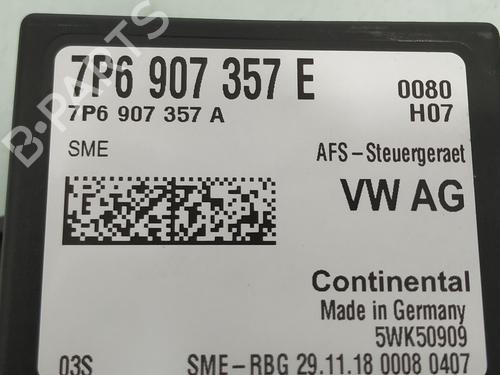 7P6 907 357 E
0080
7P6 907 357 A
H07
SME
AFS-Steuergeraet
VW AG
Continental
Made in Germany
5WK50909
03S
SME-RBG 29.11.18 0008 0407
B-PARTS